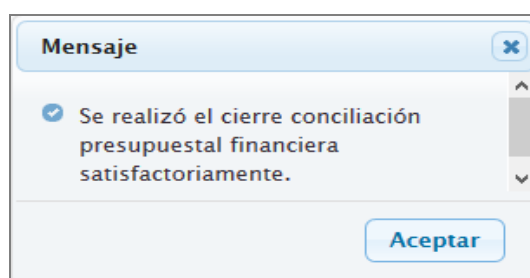 Mensaje
Se realizó el cierre conciliación
presupuestal financiera
satisfactoriamente.
Aceptar